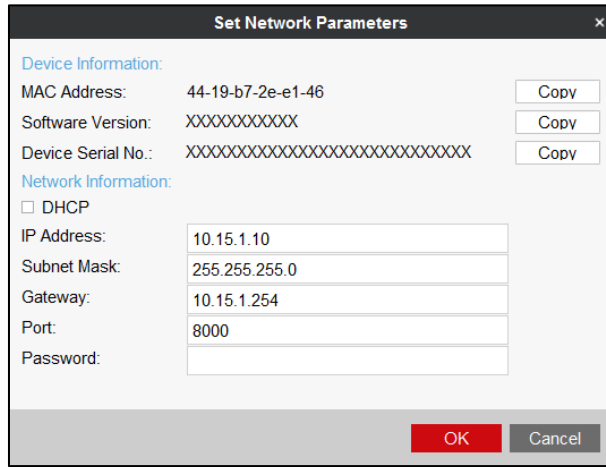 Set Network Parameters ×
Device Information:
MAC Address: 44-19-b7-2e-e1-46 Copy
Software Version: XXXXXXXXXXX Copy
Device Serial No.: XXXXXXXXXXXXXXXXXXXXXXXXXXXX Copy
Network Information:
DHCP
IP Address: 10.15.1.10
Subnet Mask: 255.255.255.0
Gateway: 10.15.1.254
Port: 8000
Password:
OK Cancel